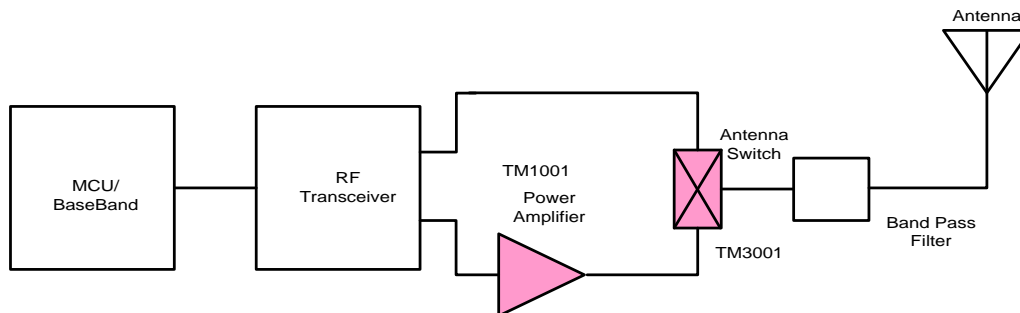 Antenna
MCU/
BaseBand
RF
Transceiver
TM1001
Power
Amplifier
Antenna
Switch
TM3001
Band Pass
Filter